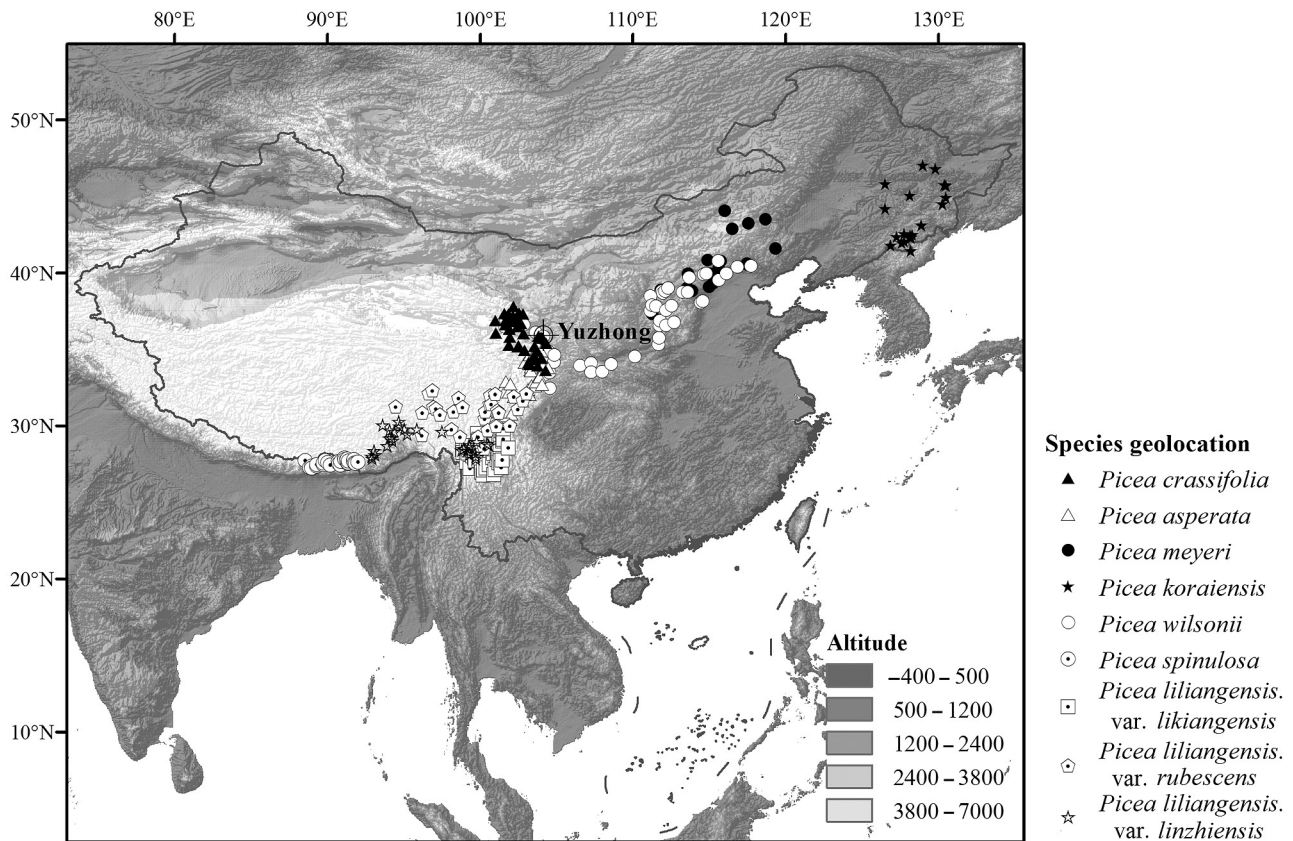 80°E 90°E 100°E 110°E 120°E 130°E
50°N
40°N
30°N
20°N
10°N
Yuzhong
Altitude
−400 – 500
500 – 1200
1200 – 2400
2400 – 3800
3800 – 7000
Species geolocation
Picea crassifolia
Picea asperata
Picea meyeri
Picea koraiensis
Picea wilsonii
Picea spinulosa
Picea liliangensis.
var. likiangensis
Picea liliangensis.
var. rubescens
Picea liliangensis.
var. linzhiensis